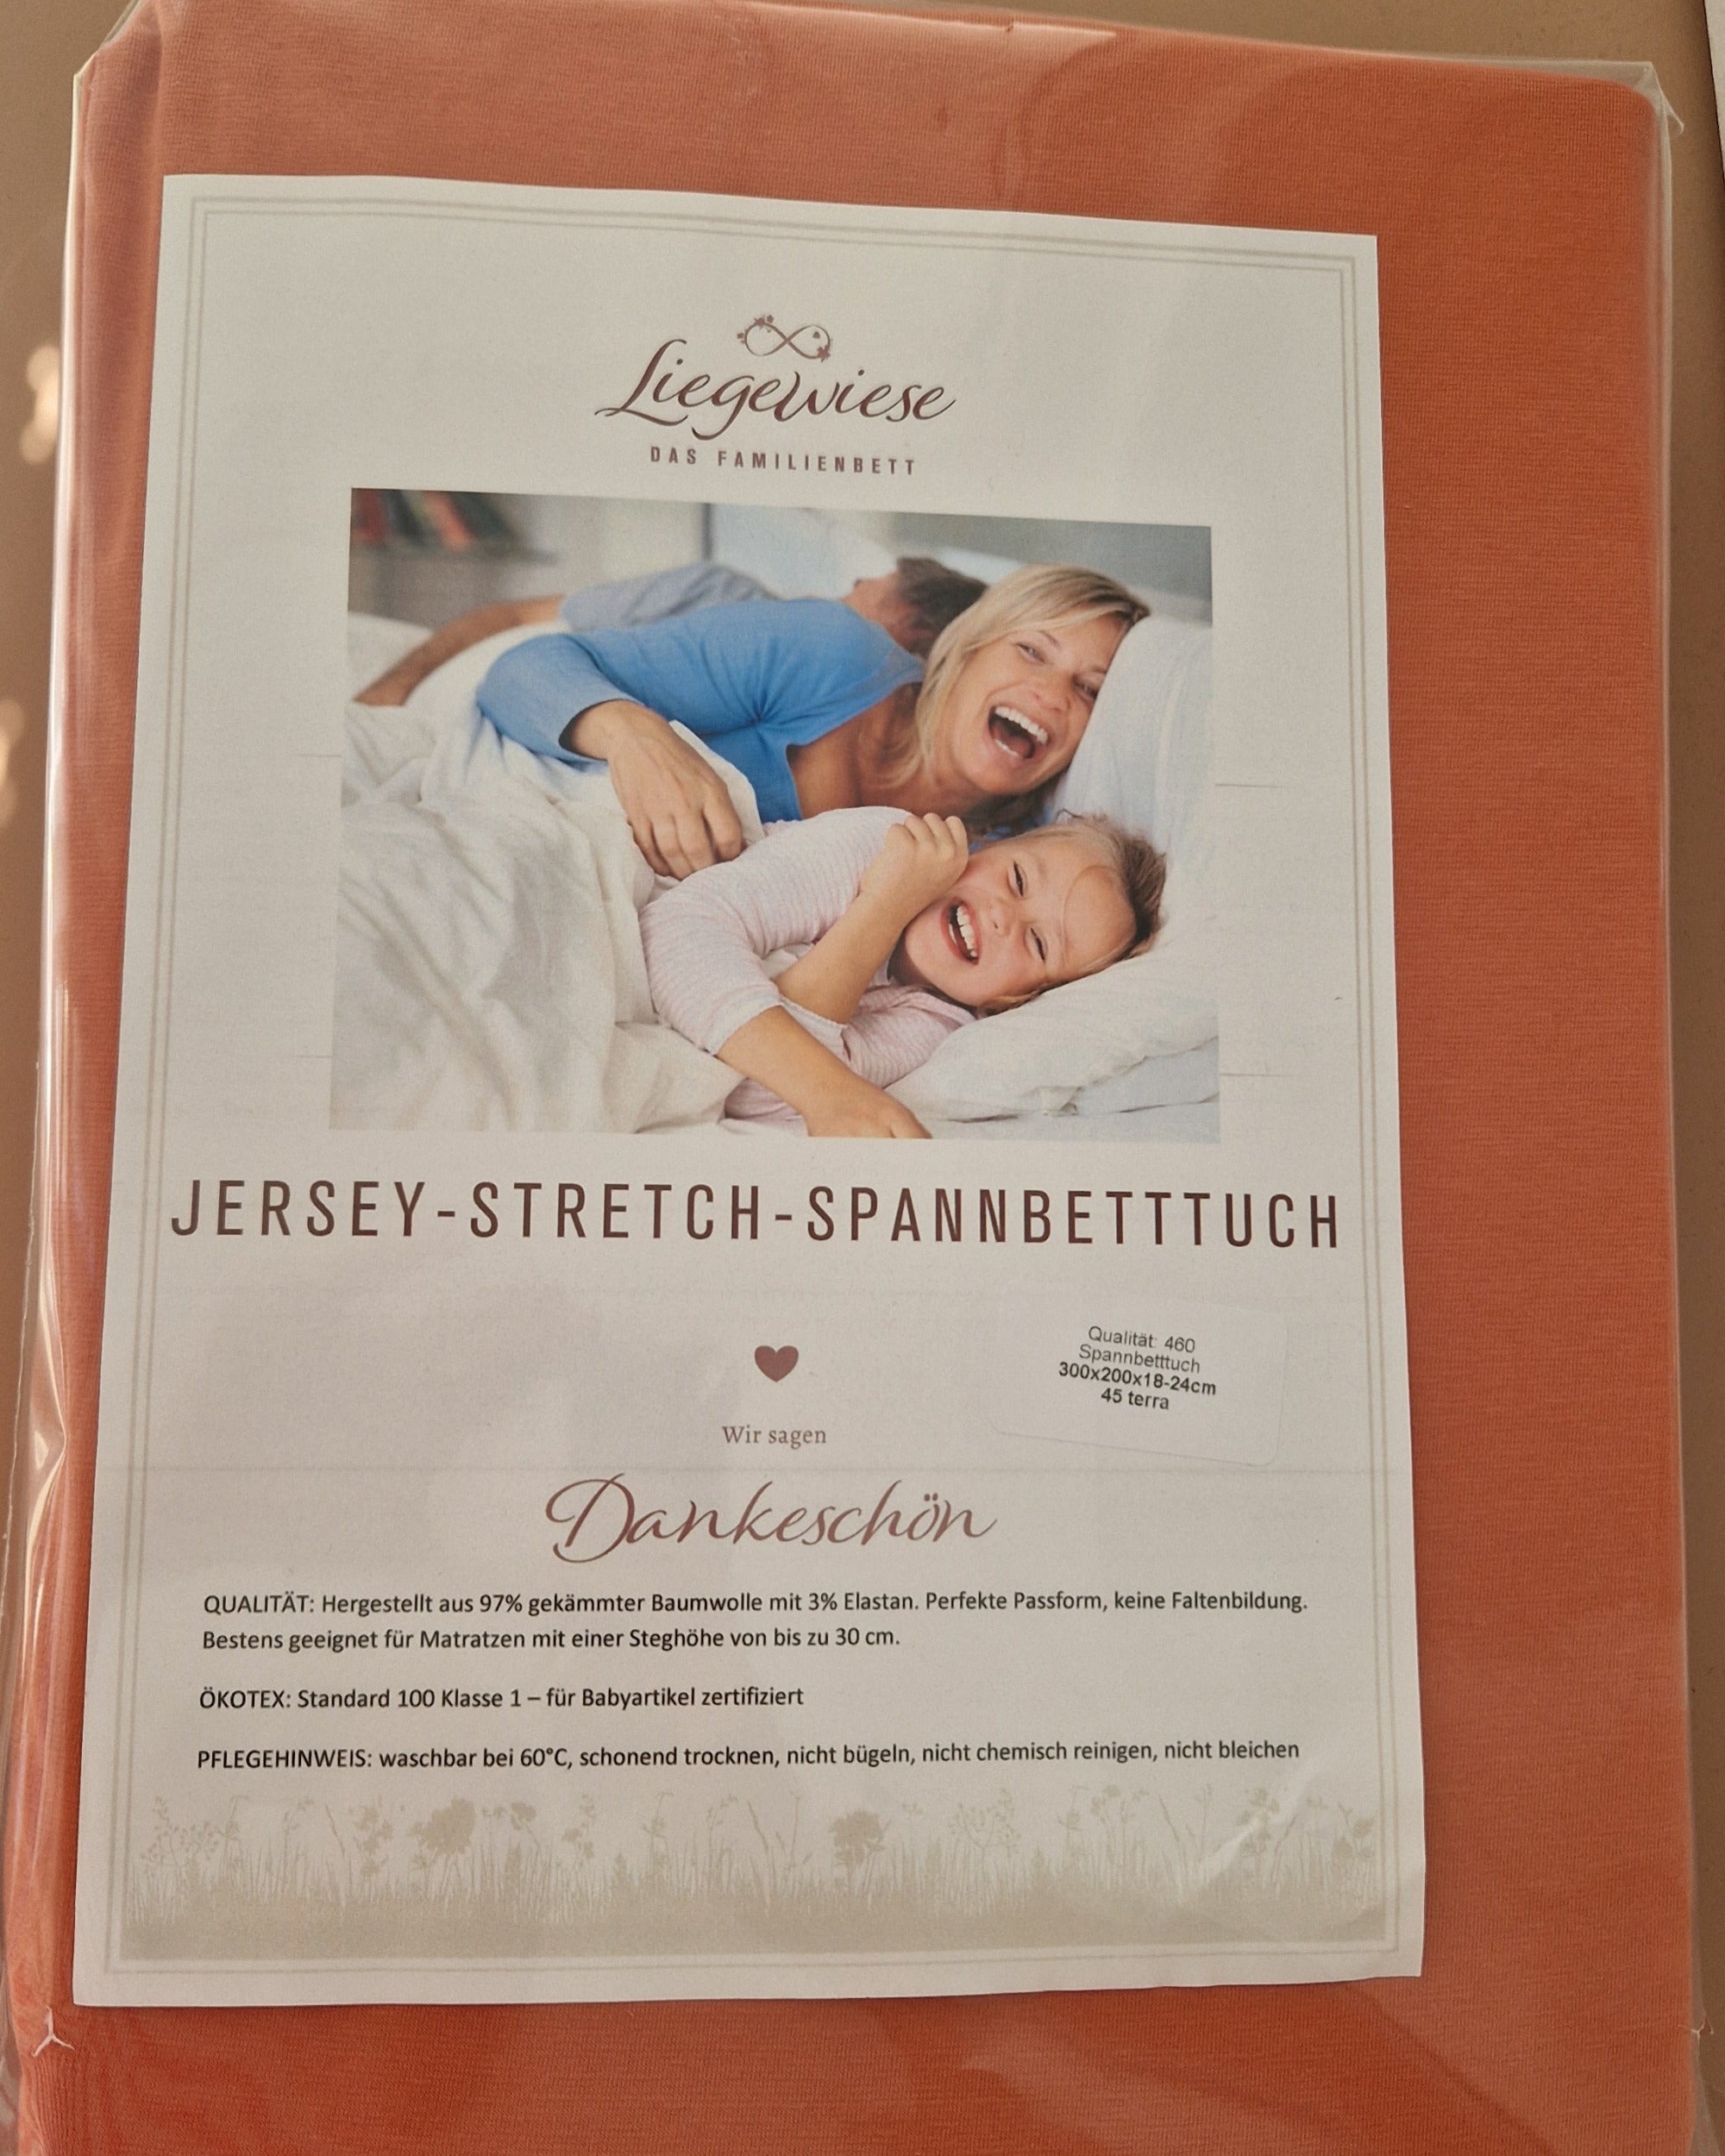 Liegewiese
DAS FAMILIENBETT
JERSEY-STRETCH-SPANNBETTTUCH
Qualität: 460
Spannbetttuch
300x200x18-24cm
45 terra
Wir sagen
Dankeschön
QUALITÄT: Hergestellt aus 97% gekämmter Baumwolle mit 3% Elastan. Perfekte Passform, keine Faltenbildung.
Bestens geeignet für Matratzen mit einer Steghöhe von bis zu 30 cm.
ÖKOTEX: Standard 100 Klasse 1 – für Babyartikel zertifiziert
PFLEGEHINWEIS: waschbar bei 60°C, schonend trocknen, nicht bügeln, nicht chemisch reinigen, nicht bleichen